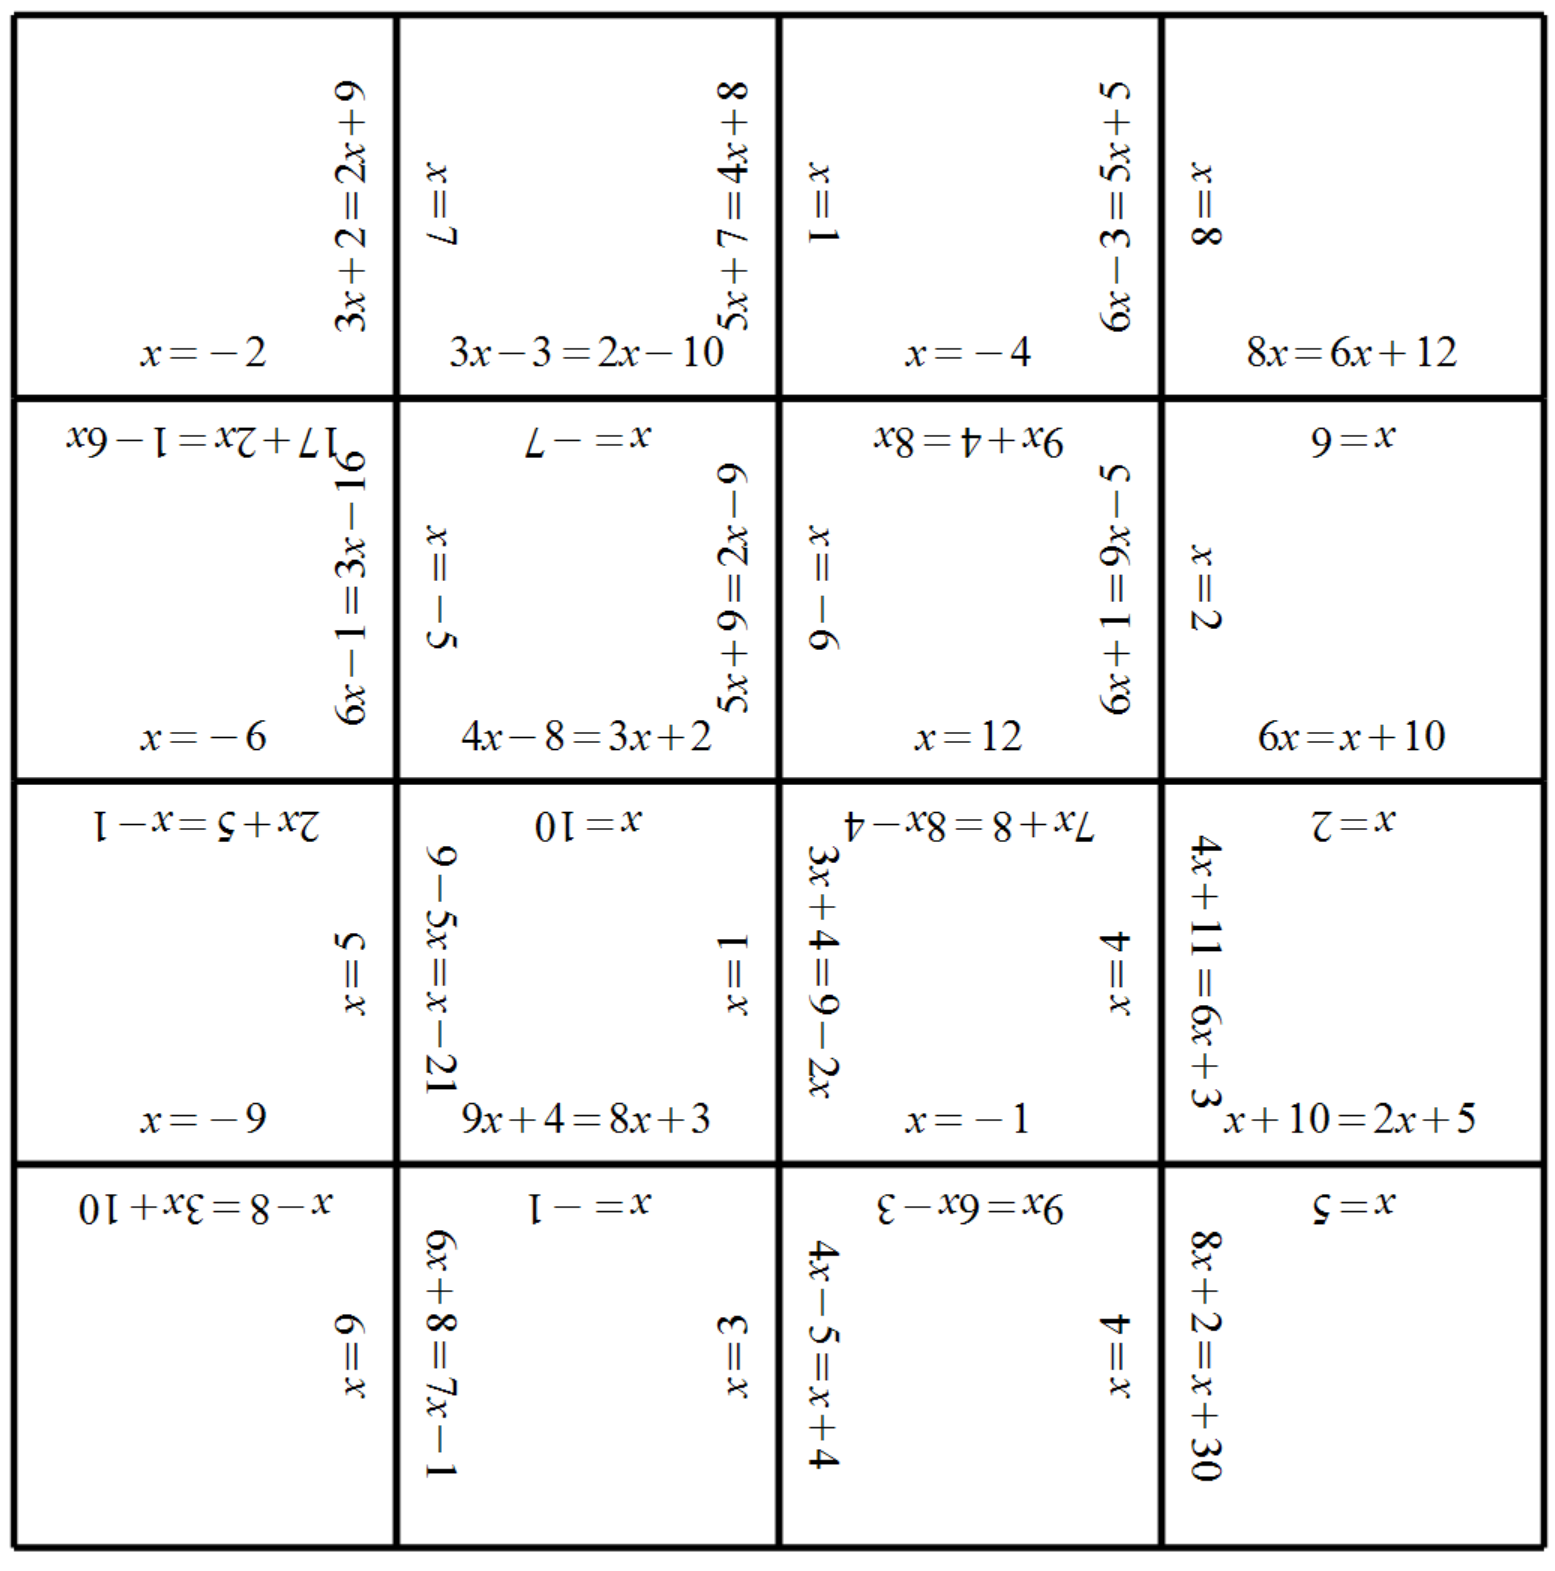 3x+2=2x+9
x=7
5x+7=4x+8
x=1
6x−3=5x+5
x=8
x=−2
3x−3=2x−10
x=−4
8x=6x+12
17+2x=1−6x
x=−7
9x+4=8x
x=6
6x−1=3x−16
x=−5
5x+9=2x−9
x=−6
6x+1=9x−5
x=2
x=−6
4x−8=3x+2
x=12
6x=x+10
2x+5=x−1
x=10
7x+8=8x−4
x=2
x=5
9−5x=x−21
x=1
3x+4=9−2x
x=4
4x+11=6x+3
x=−9
9x+4=8x+3
x=−1
x+10=2x+5
x−8=3x+10
x=−1
9x=6x−3
x=5
x=9
6x+8=7x−1
x=3
4x−5=x+4
x=4
8x+2=x+30